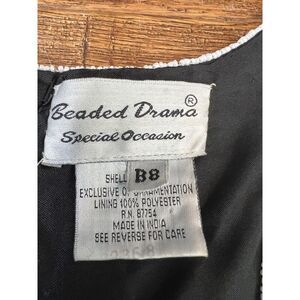 Beaded Drama ®
Special Occasion
SHELL B8
EXCLUSIVE OF ORNAMENTATION
LINING 100% POLYESTER
R.N. 87754
MADE IN INDIA
SEE REVERSE FOR CARE